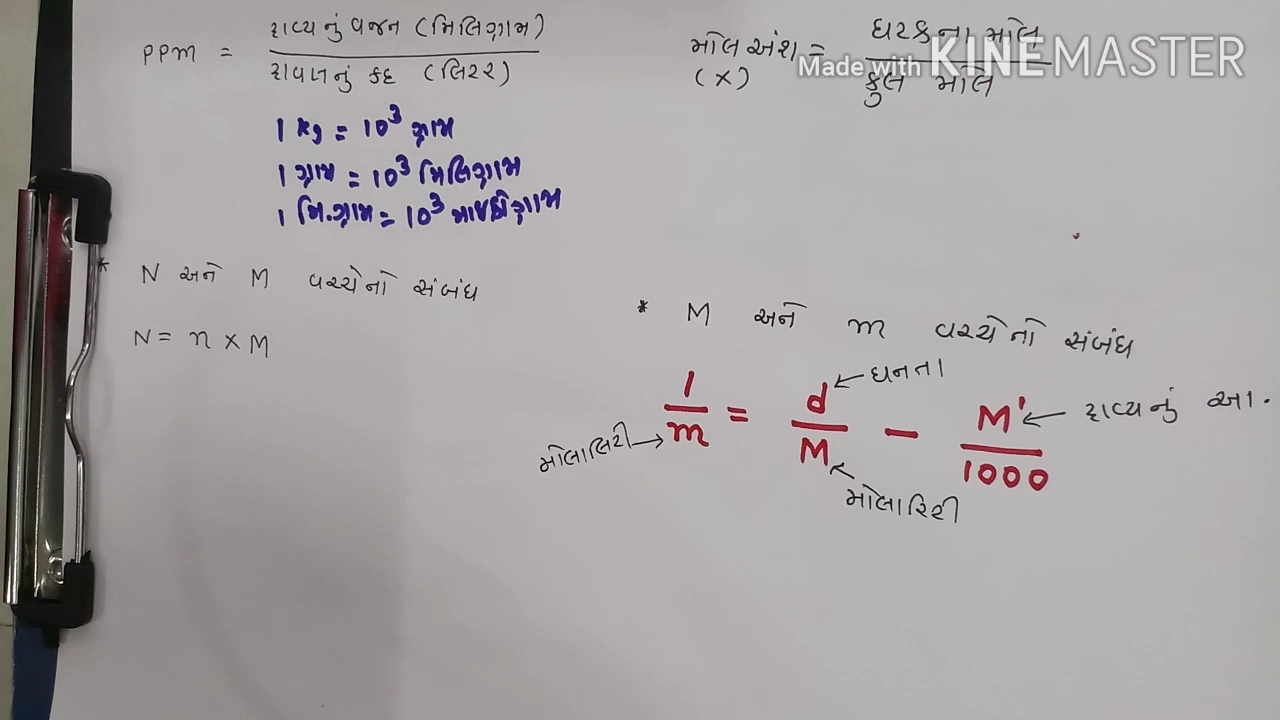 PPM = દ્રાવ્યનું વજન (મિલિગ્રામ)
દ્રાવણનું કદ (લિટર)
1 kg = 10³ ગ્રામ
1 ગ્રામ = 10³ મિલિગ્રામ
1 મિ.ગ્રામ = 10³ માઇક્રોગ્રામ
મોલ અંશ = ઘટકના મોલ
(x) કુલ મોલ
Made with KINEMASTER
* N અને M વચ્ચેનો સંબંધ
N = n × M
* M અને m વચ્ચેનો સંબંધ
1/m = d/M - M'/1000
ઘનતા
દ્રાવ્યનું આ.
મોલાલિટી
મોલારિટી